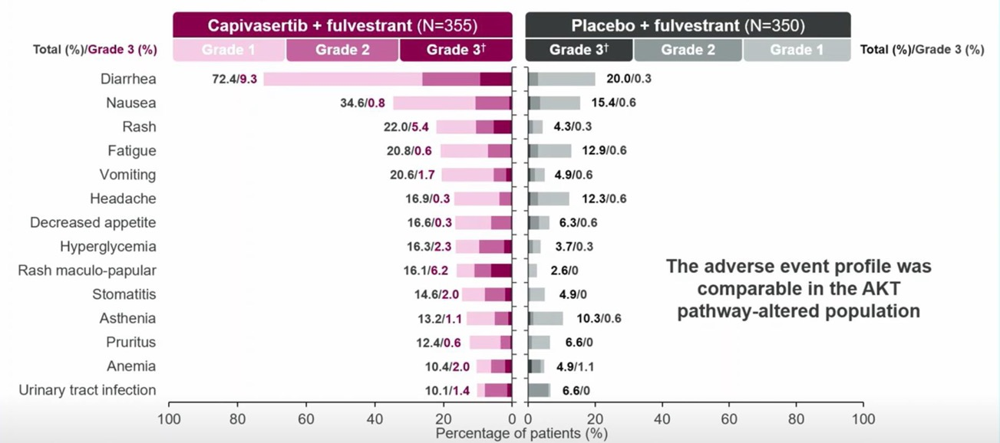 Capivasertib + fulvestrant (N=355)
Placebo + fulvestrant (N=350)
Total (%)/Grade 3 (%)
Grade 1
Grade 2
Grade 3†
Grade 3†
Grade 2
Grade 1
Total (%)/Grade 3 (%)
Diarrhea 72.4/9.3 20.0/0.3
Nausea 34.6/0.8 15.4/0.6
Rash 22.0/5.4 4.3/0.3
Fatigue 20.8/0.6 12.9/0.6
Vomiting 20.6/1.7 4.9/0.6
Headache 16.9/0.3 12.3/0.6
Decreased appetite 16.6/0.3 6.3/0.6
Hyperglycemia 16.3/2.3 3.7/0.3
Rash maculo-papular 16.1/6.2 2.6/0
Stomatitis 14.6/2.0 4.9/0
Asthenia 13.2/1.1 10.3/0.6
Pruritus 12.4/0.6 6.6/0
Anemia 10.4/2.0 4.9/1.1
Urinary tract infection 10.1/1.4 6.6/0
The adverse event profile was
comparable in the AKT
pathway-altered population
100 80 60 40 20 0 0 20 40 60 80 100
Percentage of patients (%)